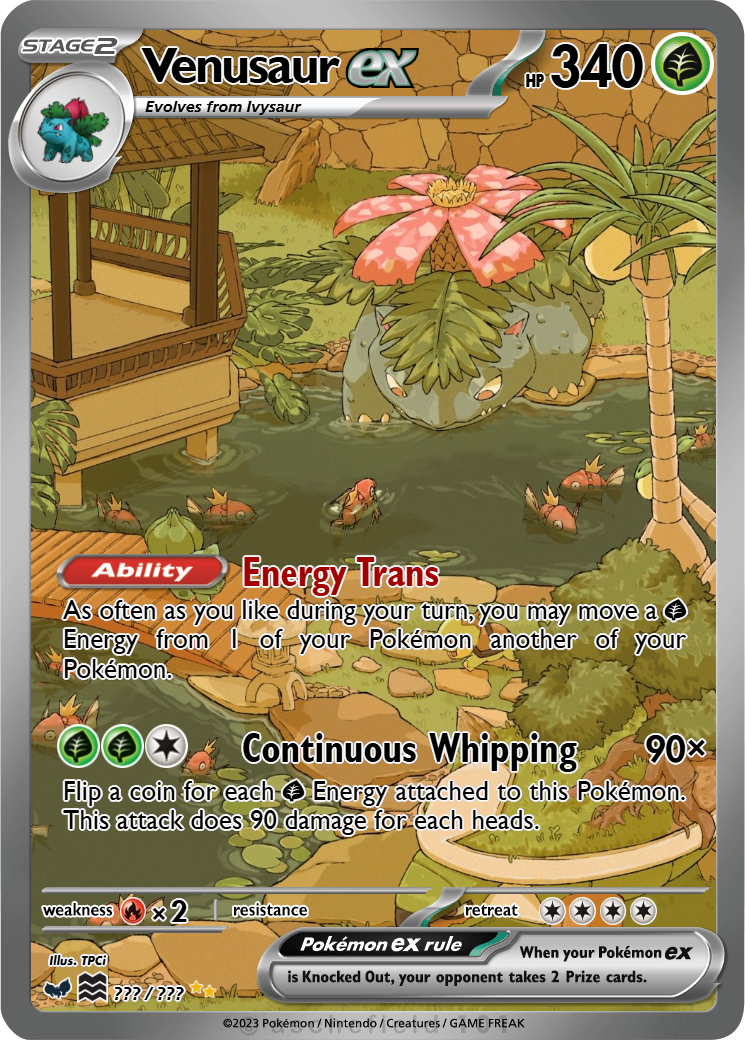 STAGE2 Venusaur ex HP 340
Evolves from Ivysaur
Ability Energy Trans
As often as you like during your turn, you may move a
Energy from 1 of your Pokémon another of your
Pokémon.
Continuous Whipping 90×
Flip a coin for each Energy attached to this Pokémon.
This attack does 90 damage for each heads.
weakness ×2 resistance retreat
Pokémon ex rule
When your Pokémon ex
is Knocked Out, your opponent takes 2 Prize cards.
Illus. TPCi
??? / ???
©2023 Pokémon / Nintendo / Creatures / GAME FREAK